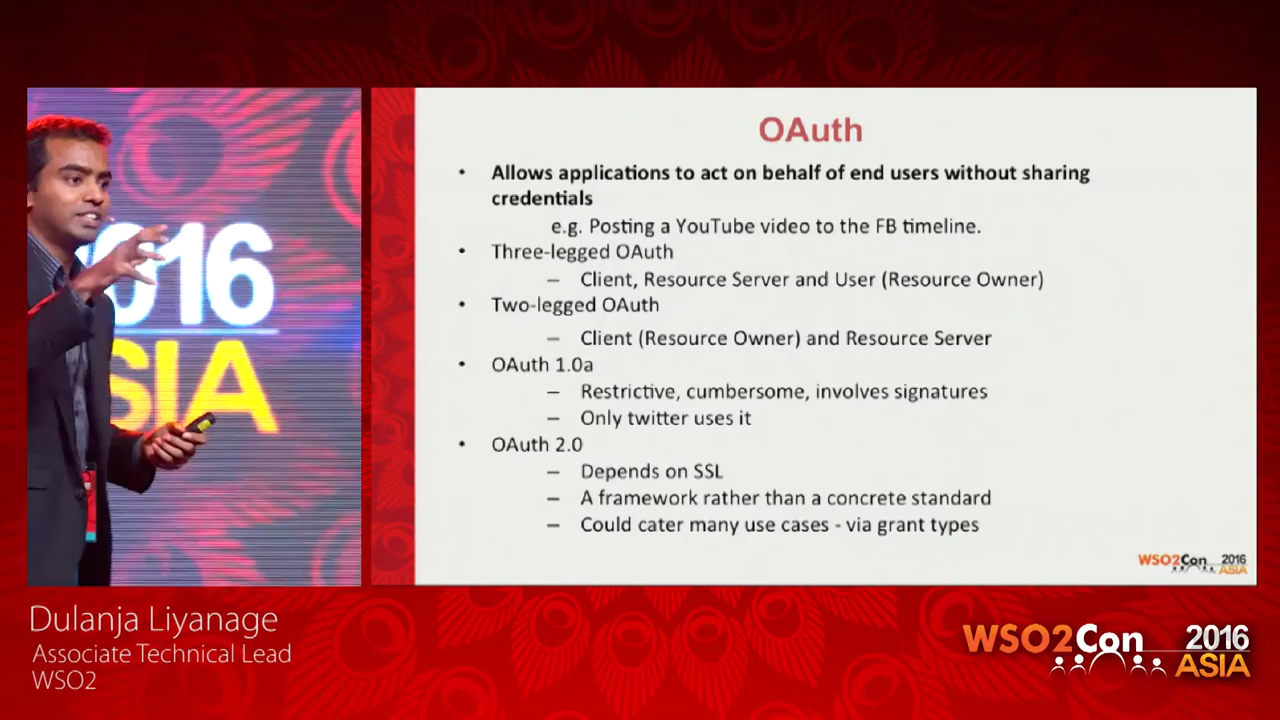 2016
ASIA
OAuth
• Allows applications to act on behalf of end users without sharing
credentials
e.g. Posting a YouTube video to the FB timeline.
• Three-legged OAuth
– Client, Resource Server and User (Resource Owner)
• Two-legged OAuth
– Client (Resource Owner) and Resource Server
• OAuth 1.0a
– Restrictive, cumbersome, involves signatures
– Only twitter uses it
• OAuth 2.0
– Depends on SSL
– A framework rather than a concrete standard
– Could cater many use cases - via grant types
WSO2Con 2016
ASIA
Dulanja Liyanage
Associate Technical Lead
WSO2
WSO2Con 2016
ASIA